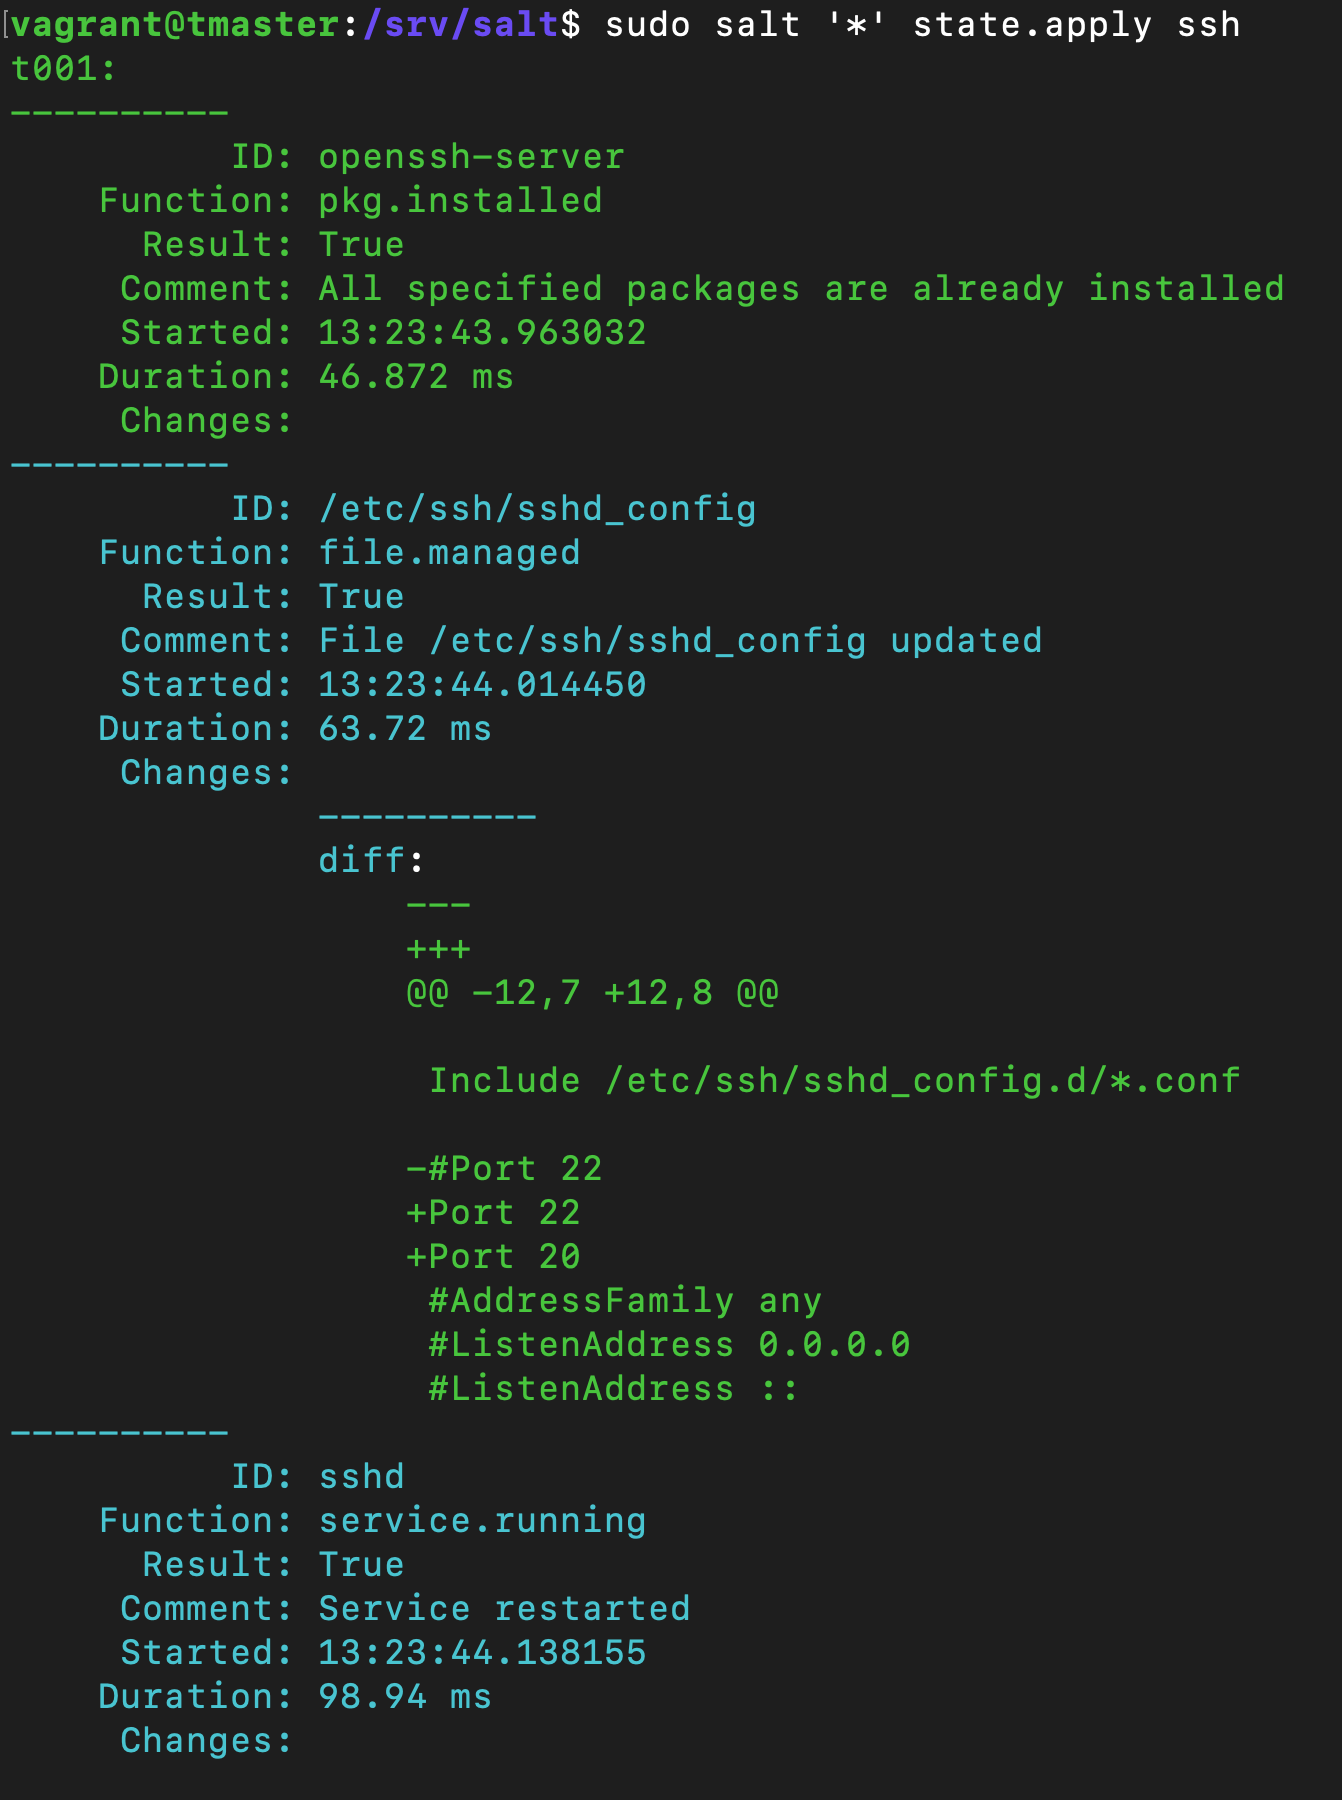 [vagrant@tmaster:/srv/salt$ sudo salt '*' state.apply ssh
t001:
----------
          ID: openssh-server
    Function: pkg.installed
      Result: True
     Comment: All specified packages are already installed
     Started: 13:23:43.963032
    Duration: 46.872 ms
     Changes:
----------
          ID: /etc/ssh/sshd_config
    Function: file.managed
      Result: True
     Comment: File /etc/ssh/sshd_config updated
     Started: 13:23:44.014450
    Duration: 63.72 ms
     Changes:
              ----------
              diff:
                  ---
                  +++
                  @@ -12,7 +12,8 @@
                   Include /etc/ssh/sshd_config.d/*.conf
                  -#Port 22
                  +Port 22
                  +Port 20
                   #AddressFamily any
                   #ListenAddress 0.0.0.0
                   #ListenAddress ::
----------
          ID: sshd
    Function: service.running
      Result: True
     Comment: Service restarted
     Started: 13:23:44.138155
    Duration: 98.94 ms
     Changes: